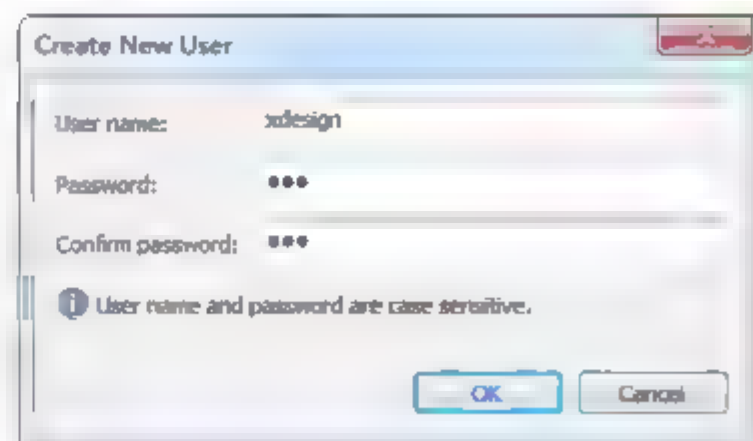 Create New User
User name: xdesign
Password: •••
Confirm password: •••
User name and password are case sensitive.
OK Cancel